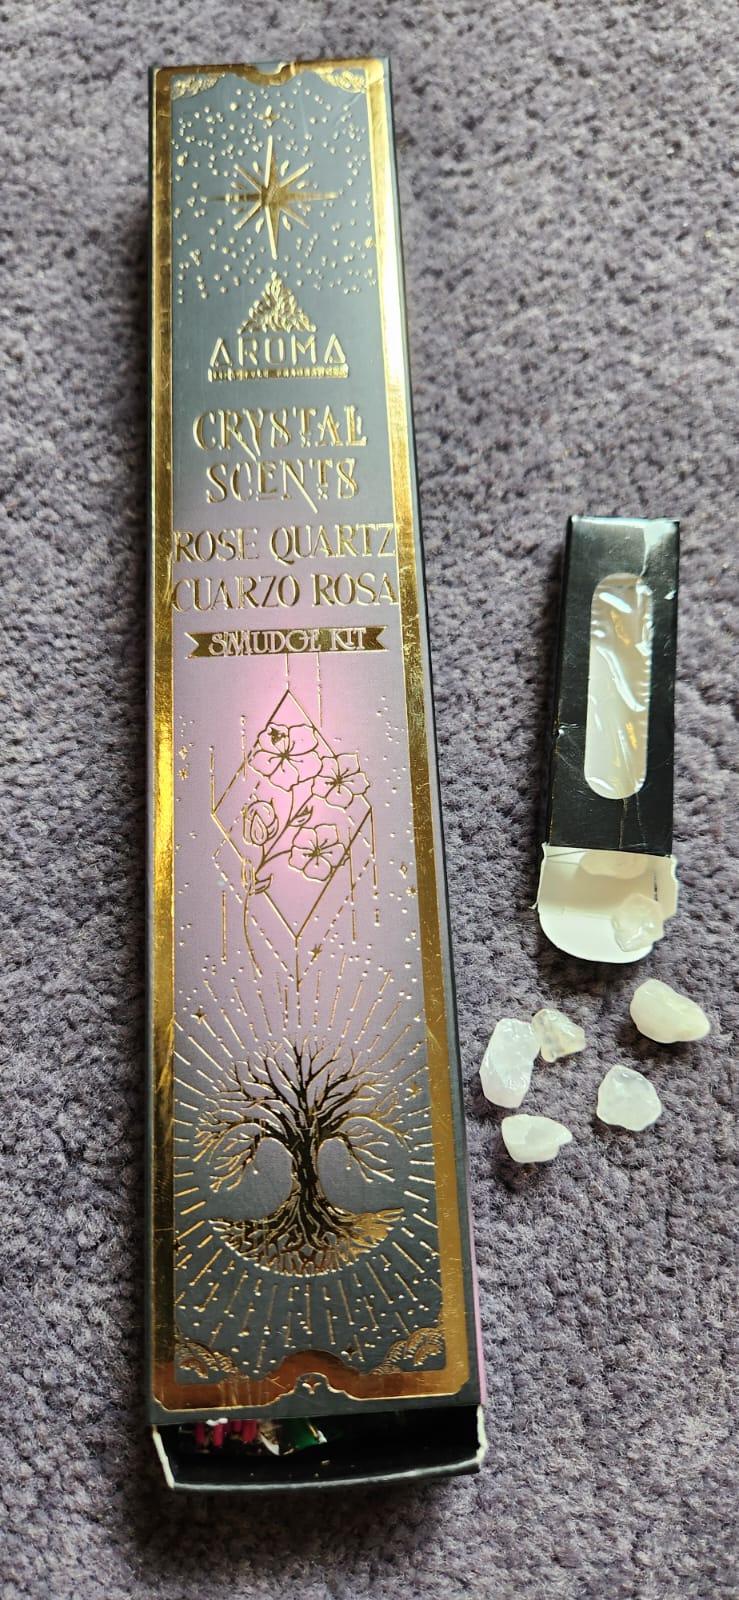 AROMA
CRYSTAL
SCENTS
ROSE QUARTZ
CUARZO ROSA
SMUDGE KIT